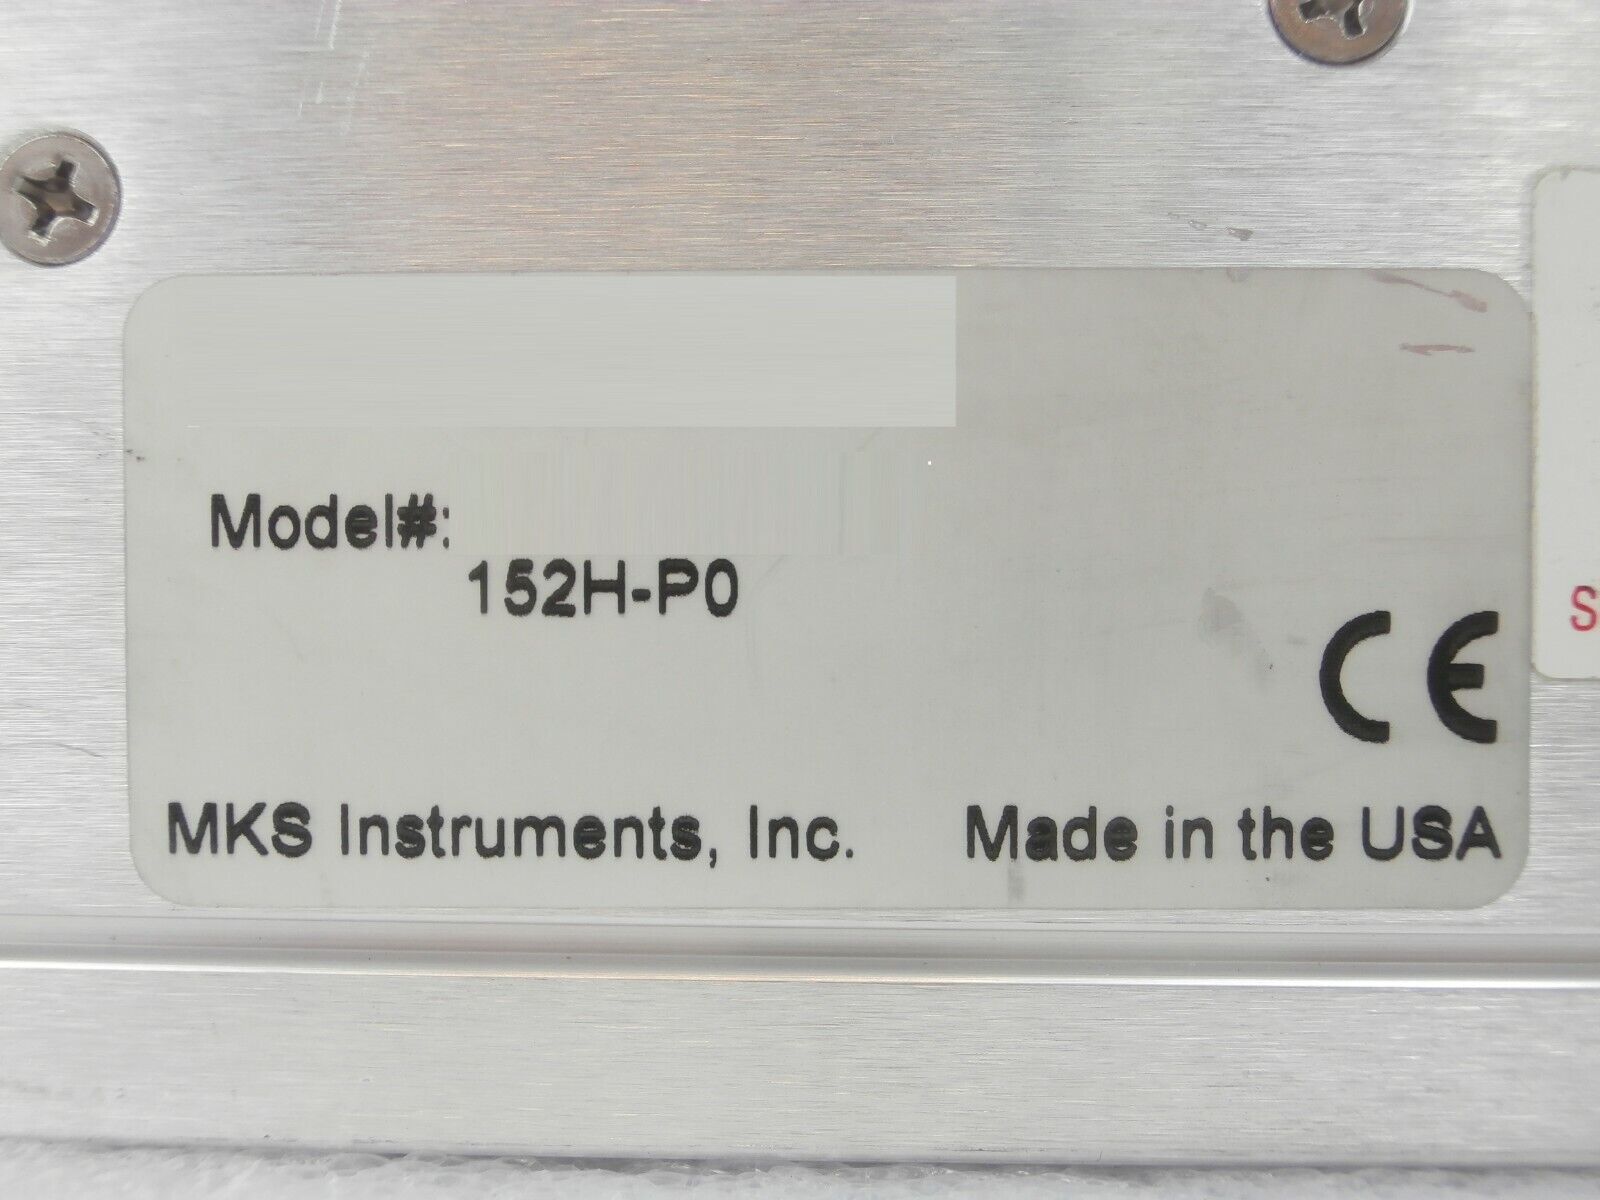 Model#:
152H-P0
CE
MKS Instruments, Inc. Made in the USA
S